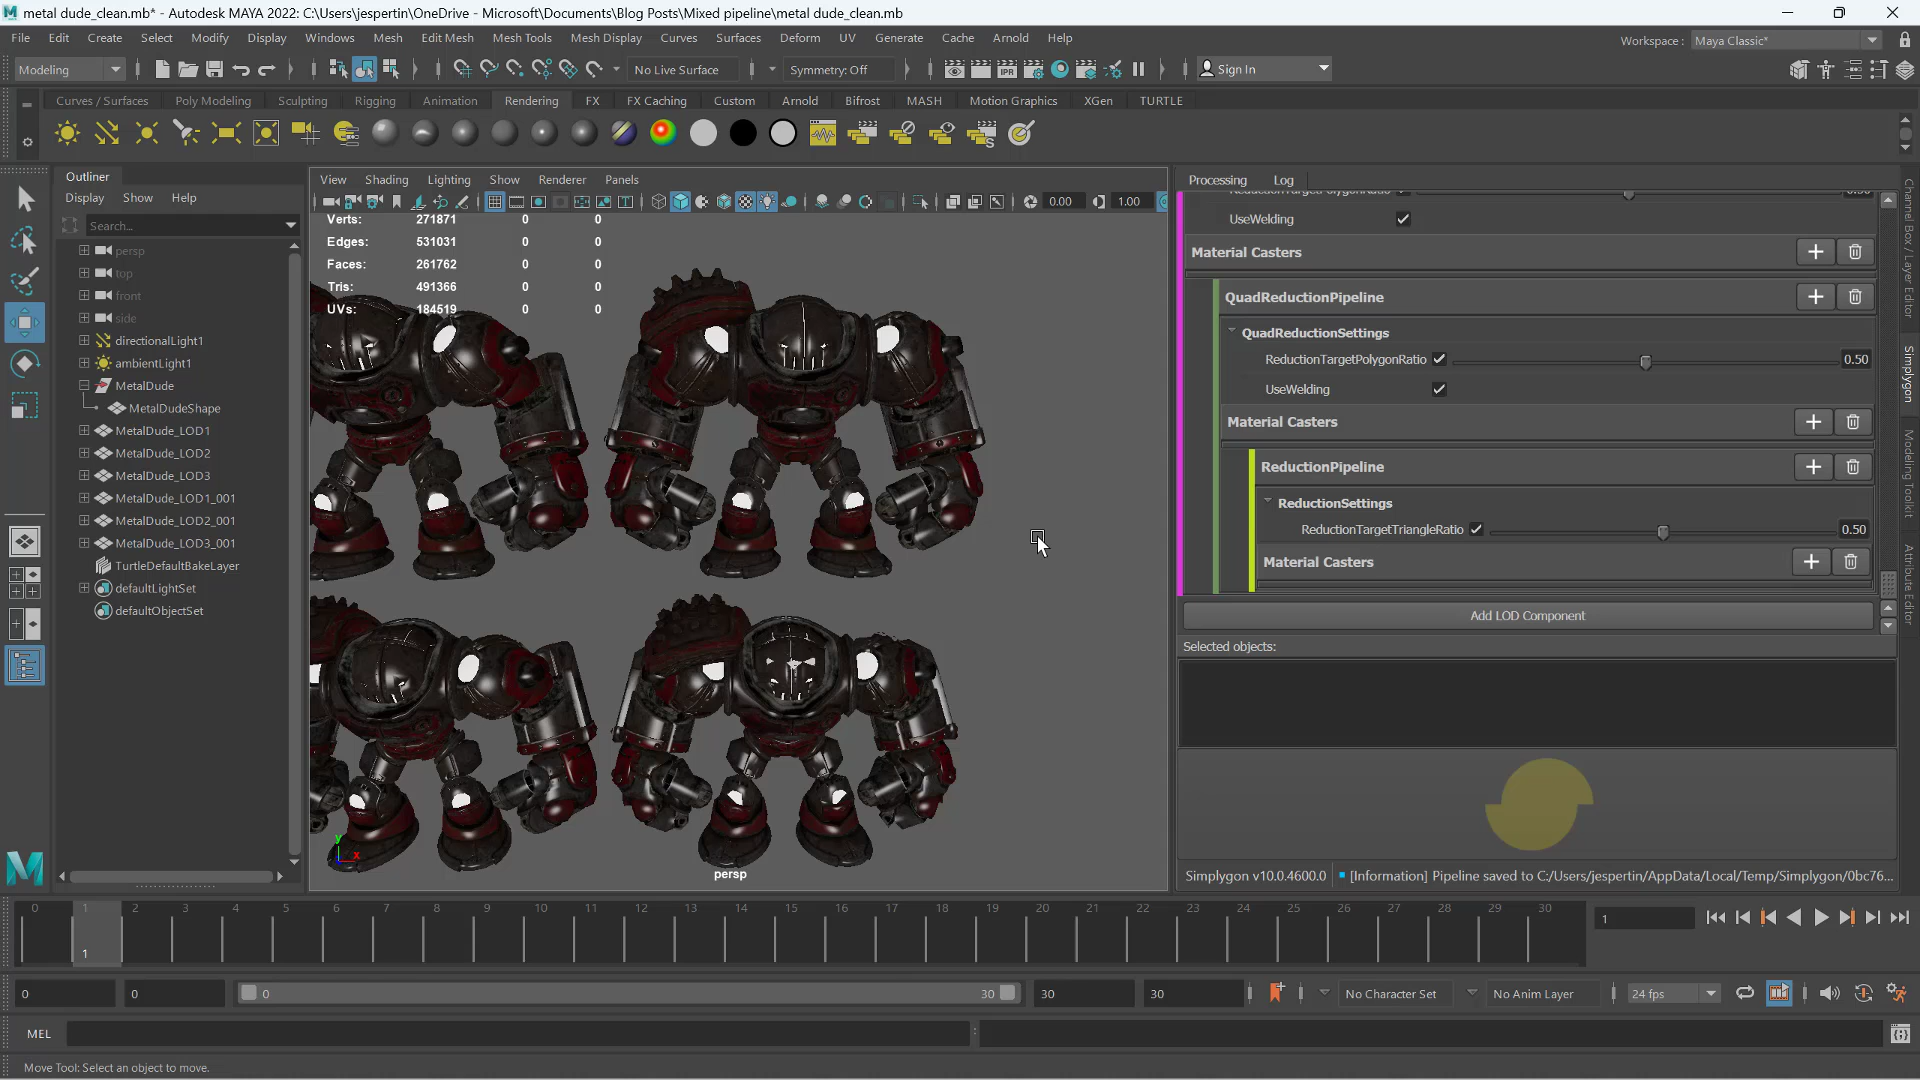 metal dude_clean.mb* - Autodesk MAYA 2022: C:\Users\jespertin\OneDrive - Microsoft\Documents\Blog Posts\Mixed pipeline\metal dude_clean.mb
File Edit Create Select Modify Display Windows Mesh Edit Mesh Mesh Tools Mesh Display Curves Surfaces Deform UV Generate Cache Arnold Help
Workspace : Maya Classic*
Modeling
No Live Surface
Symmetry: Off
IPR
Sign In
Curves / Surfaces Poly Modeling Sculpting Rigging Animation Rendering FX FX Caching Custom Arnold Bifrost MASH Motion Graphics XGen TURTLE
Outliner
Display Show Help
Search...
persp
top
front
side
directionalLight1
ambientLight1
MetalDude
MetalDudeShape
MetalDude_LOD1
MetalDude_LOD2
MetalDude_LOD3
MetalDude_LOD1_001
MetalDude_LOD2_001
MetalDude_LOD3_001
TurtleDefaultBakeLayer
defaultLightSet
defaultObjectSet
View Shading Lighting Show Renderer Panels
0.00 1.00
Verts: 271871 0 0
Edges: 531031 0 0
Faces: 261762 0 0
Tris: 491366 0 0
UVs: 184519 0 0
y
x
persp
Processing Log
UseWelding
Material Casters
QuadReductionPipeline
QuadReductionSettings
ReductionTargetPolygonRatio 0.50
UseWelding
Material Casters
ReductionPipeline
ReductionSettings
ReductionTargetTriangleRatio 0.50
Material Casters
Add LOD Component
Selected objects:
Simplygon v10.0.4600.0 [Information] Pipeline saved to C:/Users/jespertin/AppData/Local/Temp/Simplygon/0bc76...
Channel Box / Layer Editor
Simplygon
Modeling Toolkit
Attribute Editor
0 1 2 3 4 5 6 7 8 9 10 11 12 13 14 15 16 17 18 19 20 21 22 23 24 25 26 27 28 29 30
1
1
0 0 0 30 30 30
No Character Set
No Anim Layer
24 fps
MEL
Move Tool: Select an object to move.